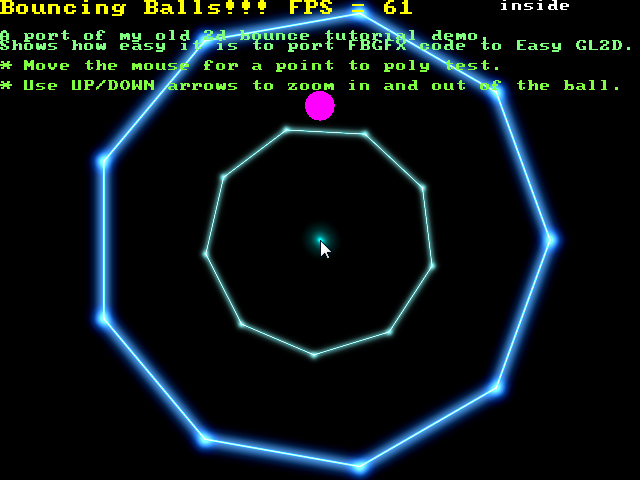 Bouncing Balls!!! FPS = 61
inside
A port of my old 2d bounce tutorial demo.
Shows how easy it is to port FBGFX code to Easy GL2D.
* Move the mouse for a point to poly test.
* Use UP/DOWN arrows to zoom in and out of the ball.